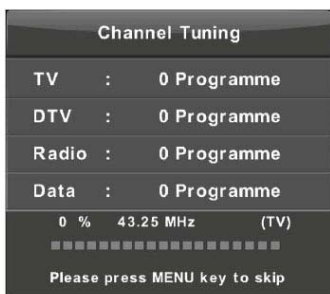 Channel Tuning
TV : 0 Programme
DTV : 0 Programme
Radio : 0 Programme
Data : 0 Programme
0 % 43.25 MHz (TV)
Please press MENU key to skip